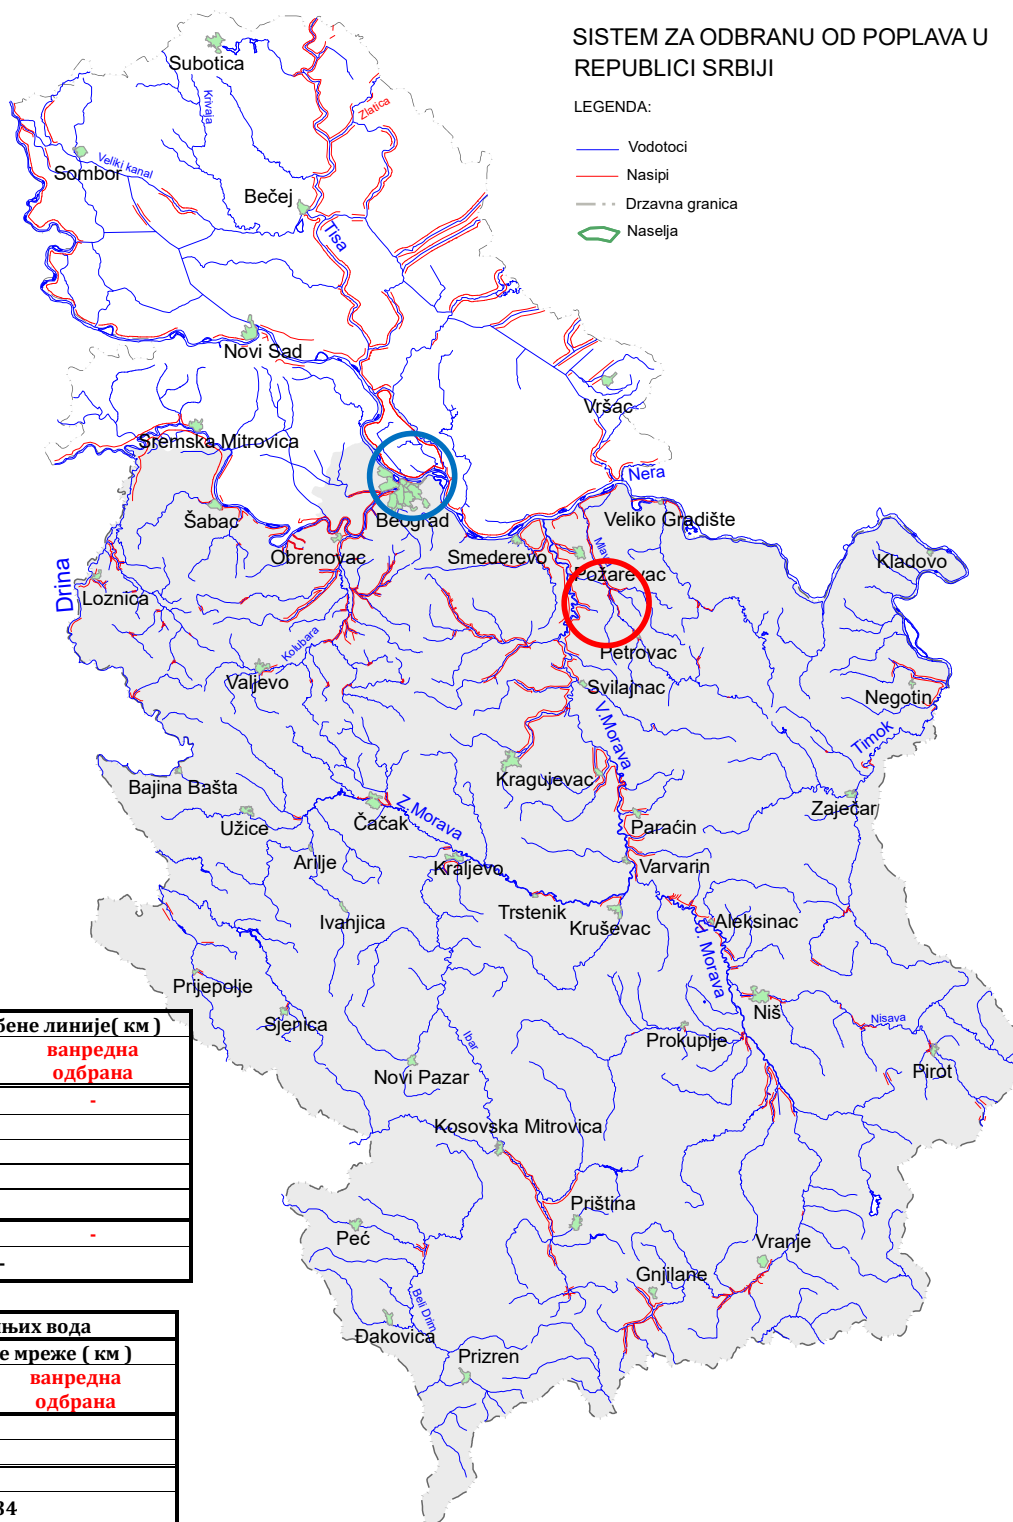 SISTEM ZA ODBRANU OD POPLAVA U
REPUBLICI SRBIJI
LEGENDA:
Vodotoci
Nasipi
Drzavna granica
Naselja
Subotica
Krivaja
Zlatica
Sombor
Veliki kanal
Bečej
Tisa
Novi Sad
Vršac
Sremska Mitrovica
Nera
Šabac
Beograd
Veliko Gradište
Obrenovac
Smederevo
Mlava
Kladovo
Drina
Loznica
Požarevac
Kolubara
Petrovac
Valjevo
Svilajnac
Negotin
V.Morava
Timok
Bajina Bašta
Kragujevac
Zaječar
Užice
Čačak
Z.Morava
Paraćin
Arilje
Kraljevo
Varvarin
Ivanjica
Trstenik
Kruševac
Aleksinac
J. Morava
Prijepolje
Niš
Nisava
Sjenica
Ibar
Prokuplje
Pirot
Novi Pazar
Kosovska Mitrovica
Priština
Peć
Vranje
Gnjilane
Beli Drim
Đakovica
Prizren
бене линије( км )
ванредна
одбрана
-
-
-
њих вода
е мреже ( км )
ванредна
одбрана
34